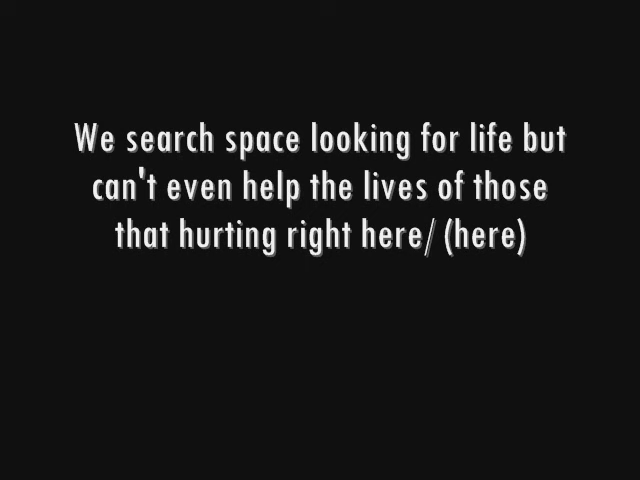 We search space looking for life but
can't even help the lives of those
that hurting right here/ (here)